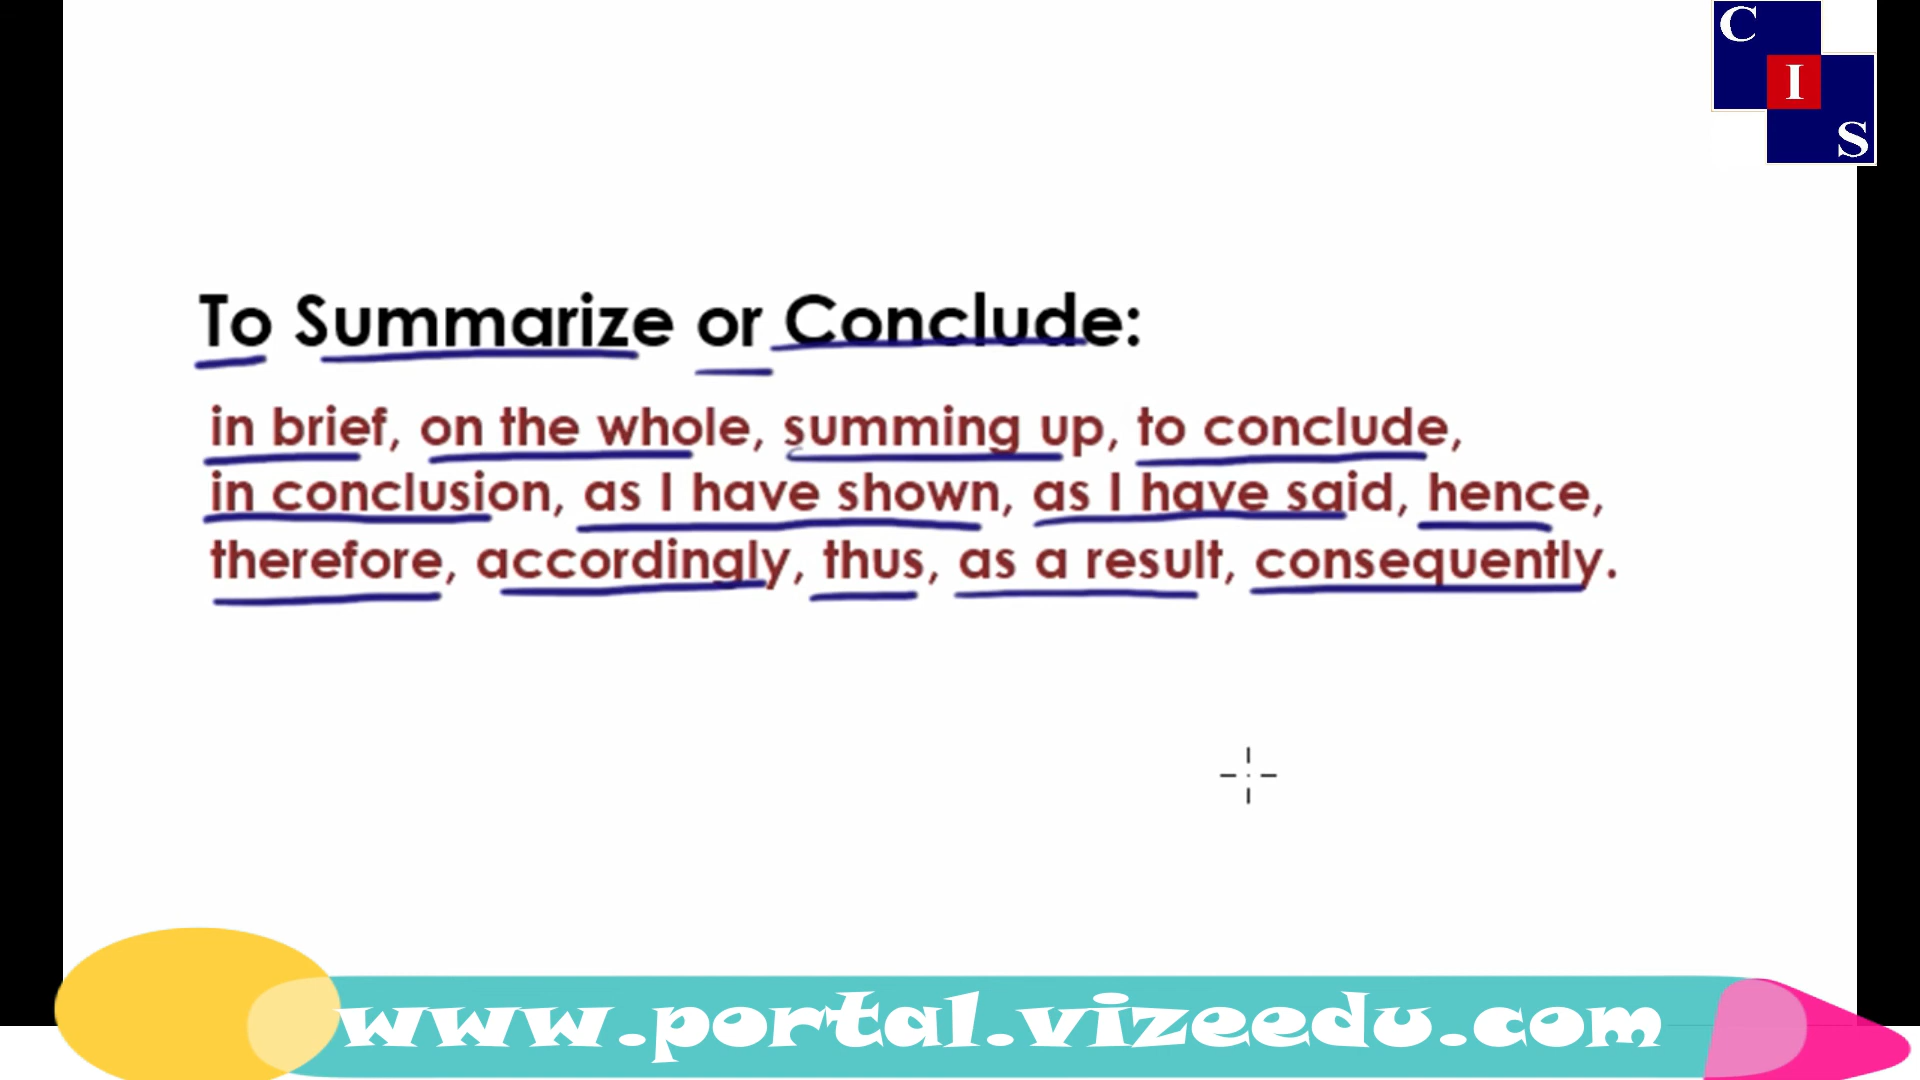 C
I
S
To Summarize or Conclude:
in brief, on the whole, summing up, to conclude,
in conclusion, as I have shown, as I have said, hence,
therefore, accordingly, thus, as a result, consequently.
www.portal.vizeedu.com